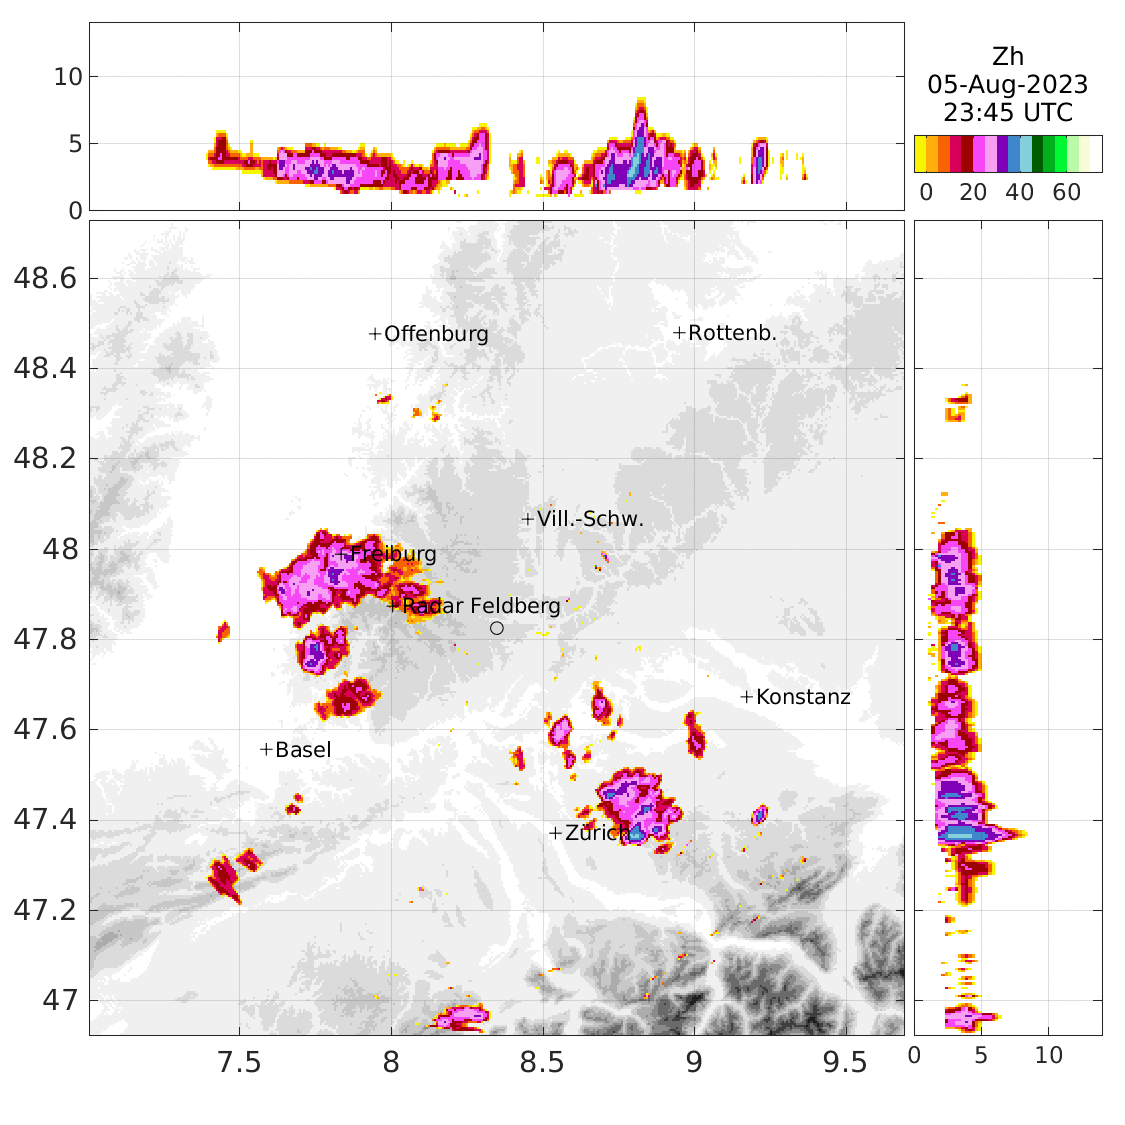 10
5
0
Zh
05-Aug-2023
23:45 UTC
0 20 40 60
48.6
48.4
48.2
48
47.8
47.6
47.4
47.2
47
Offenburg
Rottenb.
Vill.-Schw.
Freiburg
Radar Feldberg
Konstanz
Basel
Zürich
7.5 8 8.5 9 9.5
0 5 10